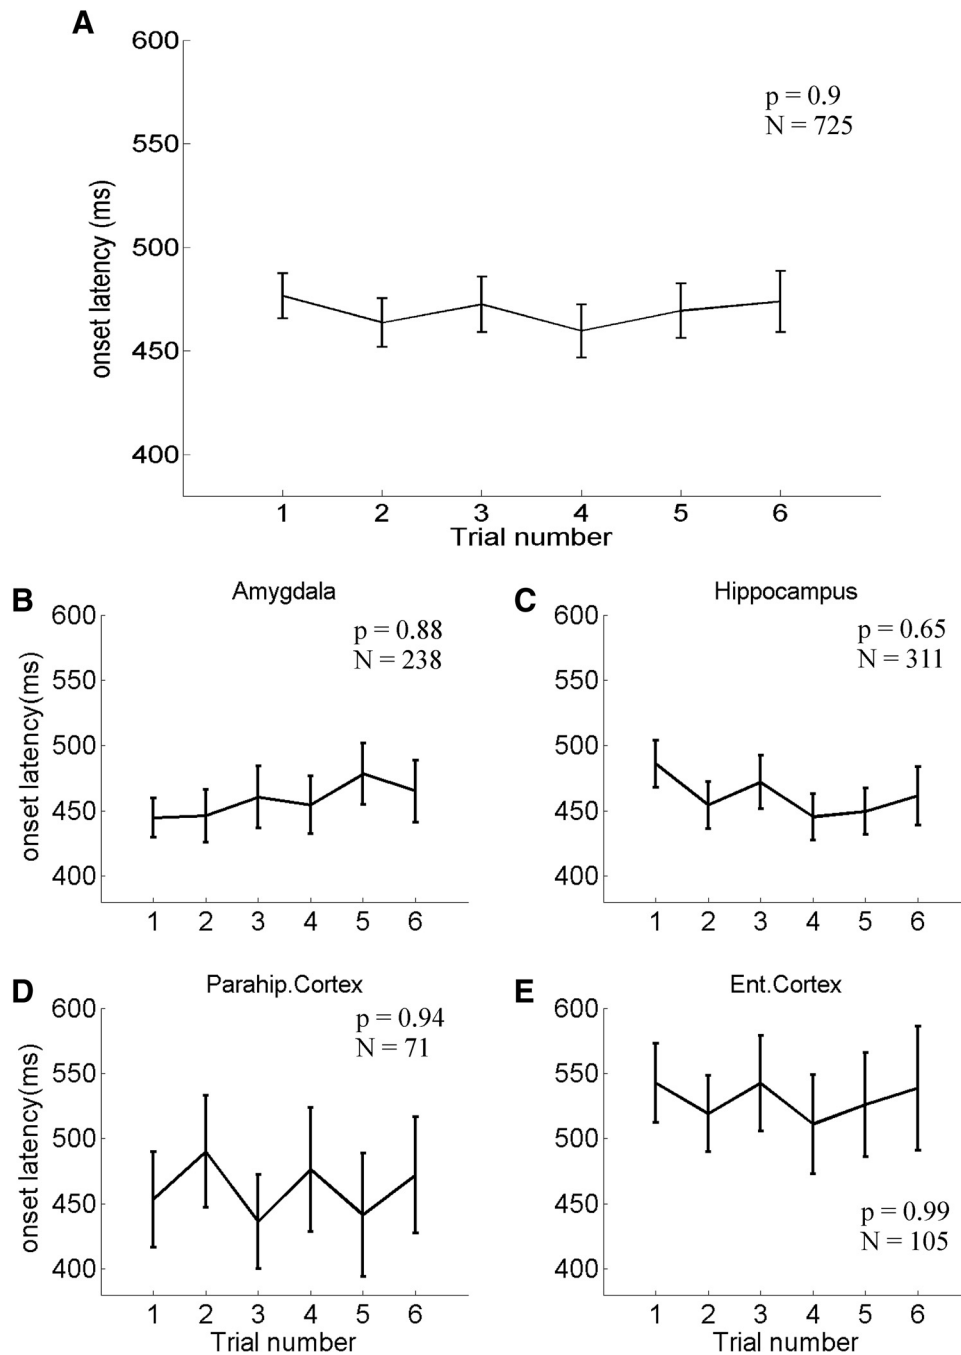 A
600
550
500
450
400
onset latency (ms)
p = 0.9
N = 725
1 2 3 4 5 6
Trial number
B
Amygdala
600
550
500
450
400
onset latency(ms)
p = 0.88
N = 238
1 2 3 4 5 6
C
Hippocampus
600
550
500
450
400
p = 0.65
N = 311
1 2 3 4 5 6
D
Parahip.Cortex
600
550
500
450
400
onset latency(ms)
p = 0.94
N = 71
1 2 3 4 5 6
Trial number
E
Ent.Cortex
600
550
500
450
400
p = 0.99
N = 105
1 2 3 4 5 6
Trial number